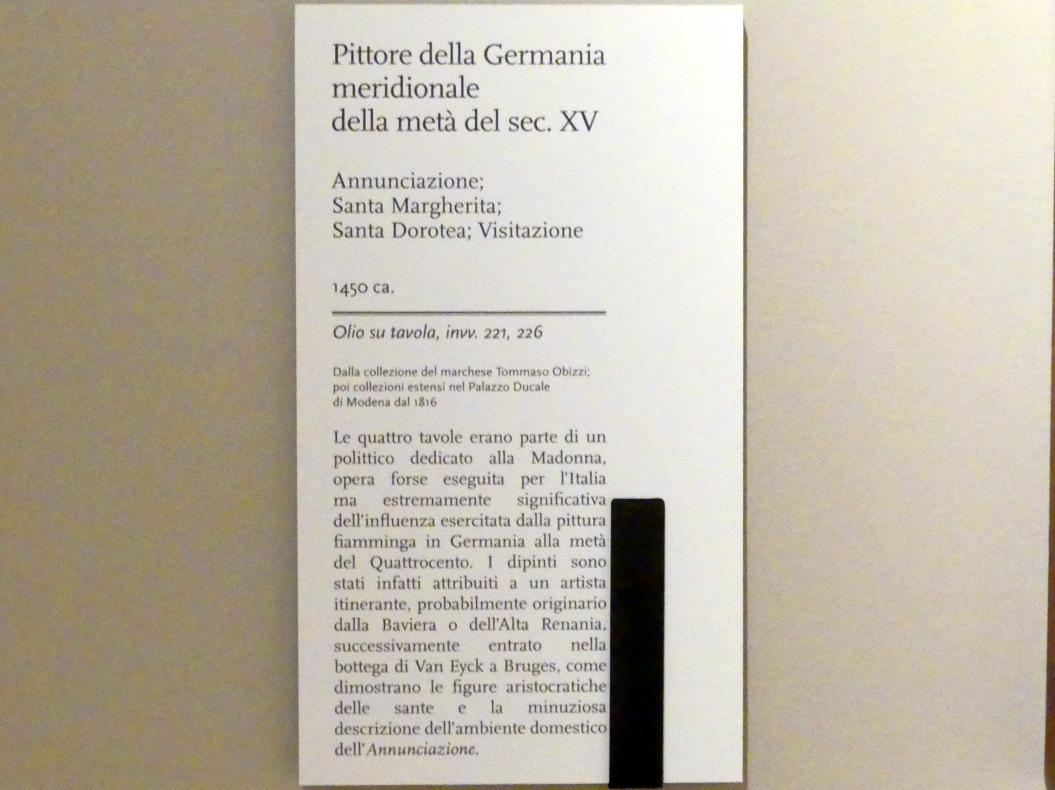 Pittore della Germania
meridionale
della metà del sec. XV
Annunciazione;
Santa Margherita;
Santa Dorotea; Visitazione
1450 ca.
Olio su tavola, invv. 221, 226
Dalla collezione del marchese Tommaso Obizzi;
poi collezioni estensi nel Palazzo Ducale
di Modena dal 1816
Le quattro tavole erano parte di un
polittico dedicato alla Madonna,
opera forse eseguita per l'Italia
ma estremamente significativa
dell'influenza esercitata dalla pittura
fiamminga in Germania alla metà
del Quattrocento. I dipinti sono
stati infatti attribuiti a un artista
itinerante, probabilmente originario
dalla Baviera o dell'Alta Renania,
successivamente entrato nella
bottega di Van Eyck a Bruges, come
dimostrano le figure aristocratiche
delle sante e la minuziosa
descrizione dell'ambiente domestico
dell'Annunciazione.